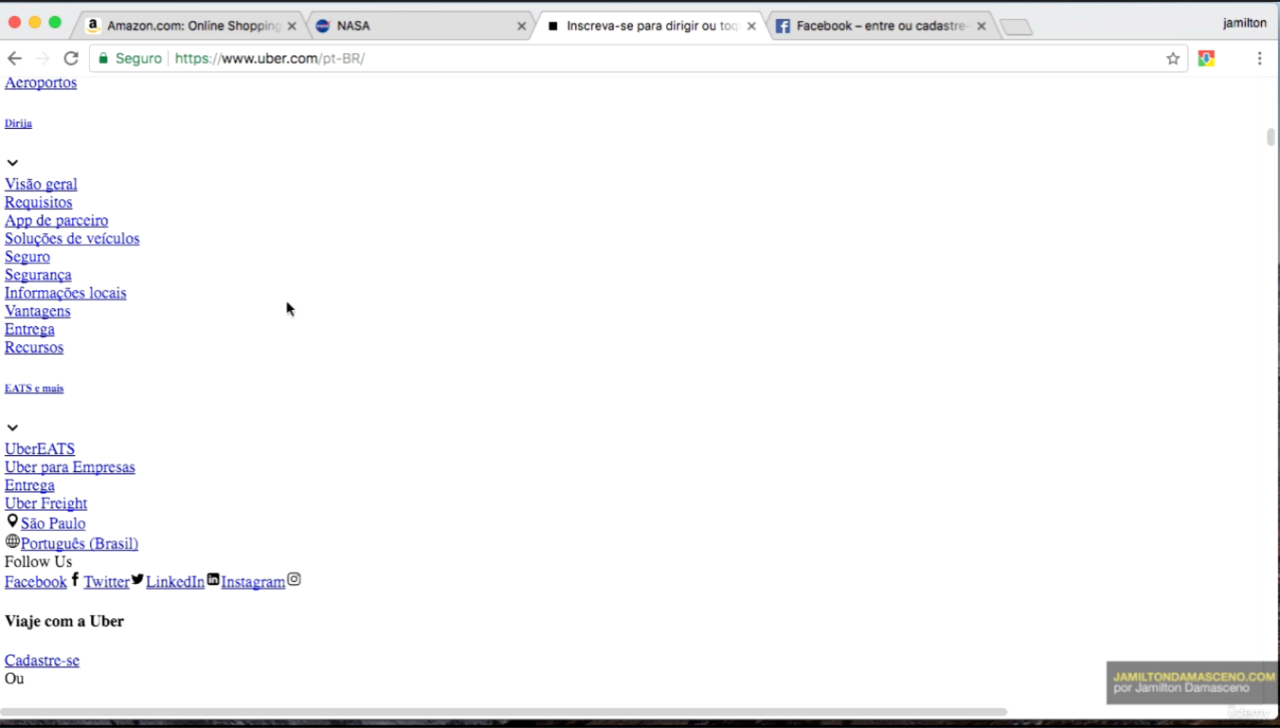 Amazon.com: Online Shopping
NASA
Inscreva-se para dirigir ou toq
Facebook – entre ou cadastre-
jamilton
Seguro
https://www.uber.com/pt-BR/
Aeroportos
Dirija
Visão geral
Requisitos
App de parceiro
Soluções de veículos
Seguro
Segurança
Informações locais
Vantagens
Entrega
Recursos
EATS e mais
UberEATS
Uber para Empresas
Entrega
Uber Freight
São Paulo
Português (Brasil)
Follow Us
Facebook Twitter LinkedIn Instagram
Viaje com a Uber
Cadastre-se
Ou
JAMILTONDAMASCENO.COM
por Jamilton Damasceno